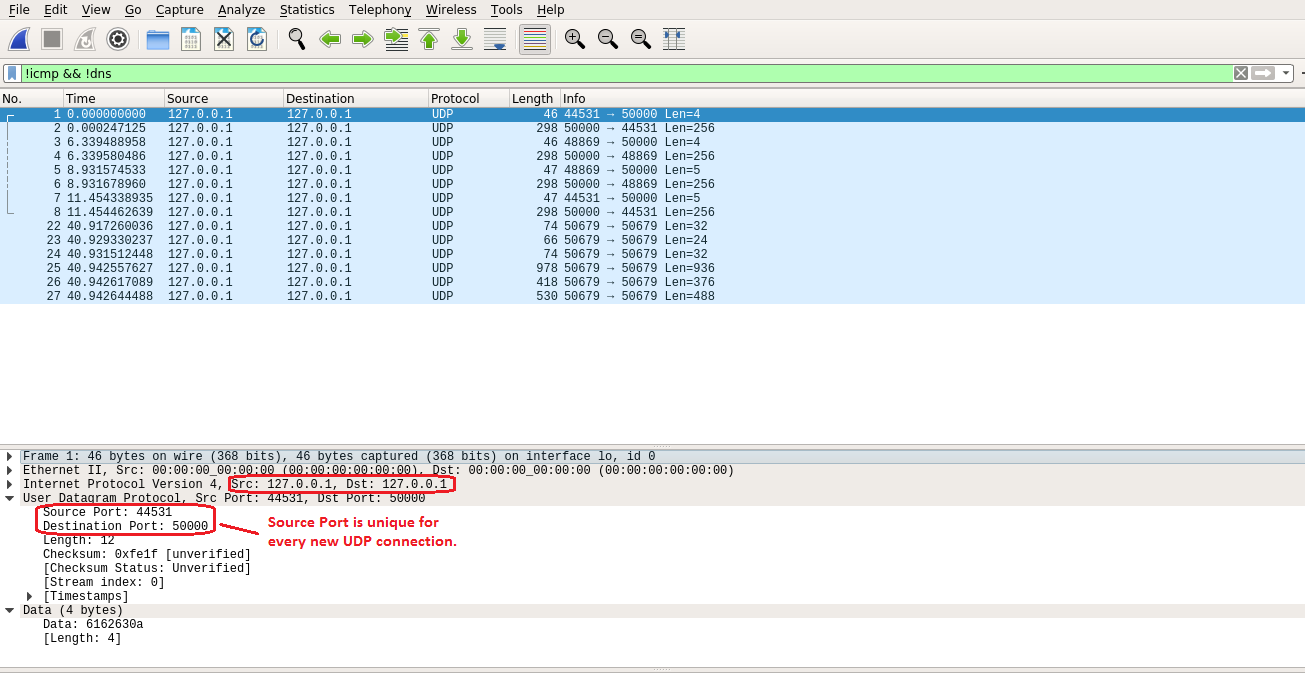 File Edit View Go Capture Analyze Statistics Telephony Wireless Tools Help
!icmp && !dns
No. Time Source Destination Protocol Length Info
1 0.000000000 127.0.0.1 127.0.0.1 UDP 46 44531 → 50000 Len=4
2 0.000247125 127.0.0.1 127.0.0.1 UDP 298 50000 → 44531 Len=256
3 6.339488958 127.0.0.1 127.0.0.1 UDP 46 48869 → 50000 Len=4
4 6.339580486 127.0.0.1 127.0.0.1 UDP 298 50000 → 48869 Len=256
5 8.931574533 127.0.0.1 127.0.0.1 UDP 47 48869 → 50000 Len=5
6 8.931678960 127.0.0.1 127.0.0.1 UDP 298 50000 → 48869 Len=256
7 11.454338935 127.0.0.1 127.0.0.1 UDP 47 44531 → 50000 Len=5
8 11.454462639 127.0.0.1 127.0.0.1 UDP 298 50000 → 44531 Len=256
22 40.917260036 127.0.0.1 127.0.0.1 UDP 74 50679 → 50679 Len=32
23 40.929330237 127.0.0.1 127.0.0.1 UDP 66 50679 → 50679 Len=24
24 40.931512448 127.0.0.1 127.0.0.1 UDP 74 50679 → 50679 Len=32
25 40.942557627 127.0.0.1 127.0.0.1 UDP 978 50679 → 50679 Len=936
26 40.942617089 127.0.0.1 127.0.0.1 UDP 418 50679 → 50679 Len=376
27 40.942644488 127.0.0.1 127.0.0.1 UDP 530 50679 → 50679 Len=488
Frame 1: 46 bytes on wire (368 bits), 46 bytes captured (368 bits) on interface lo, id 0
Ethernet II, Src: 00:00:00_00:00:00 (00:00:00:00:00:00), Dst: 00:00:00_00:00:00 (00:00:00:00:00:00)
Internet Protocol Version 4, Src: 127.0.0.1, Dst: 127.0.0.1
User Datagram Protocol, Src Port: 44531, Dst Port: 50000
Source Port: 44531
Destination Port: 50000
Source Port is unique for
every new UDP connection.
Length: 12
Checksum: 0xfe1f [unverified]
[Checksum Status: Unverified]
[Stream index: 0]
[Timestamps]
Data (4 bytes)
Data: 6162630a
[Length: 4]